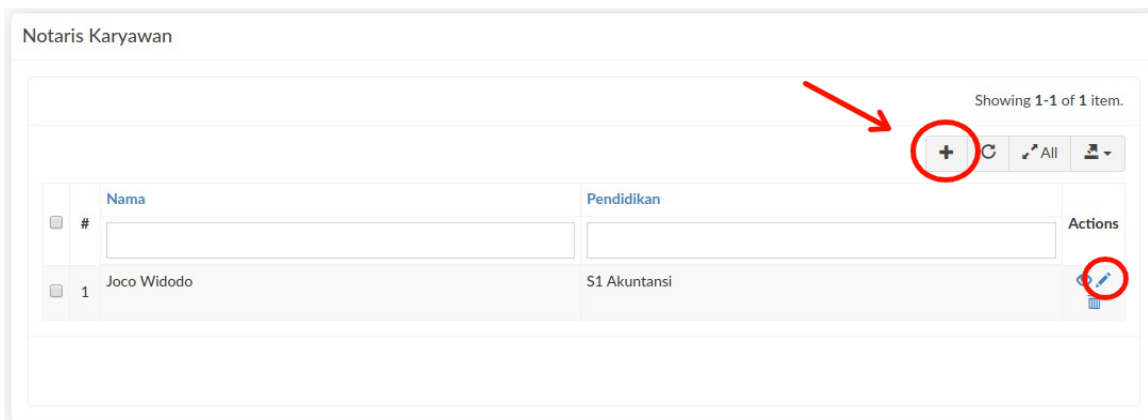 Notaris Karyawan
Showing 1-1 of 1 item.
All
# Nama Pendidikan Actions
1 Joco Widodo S1 Akuntansi